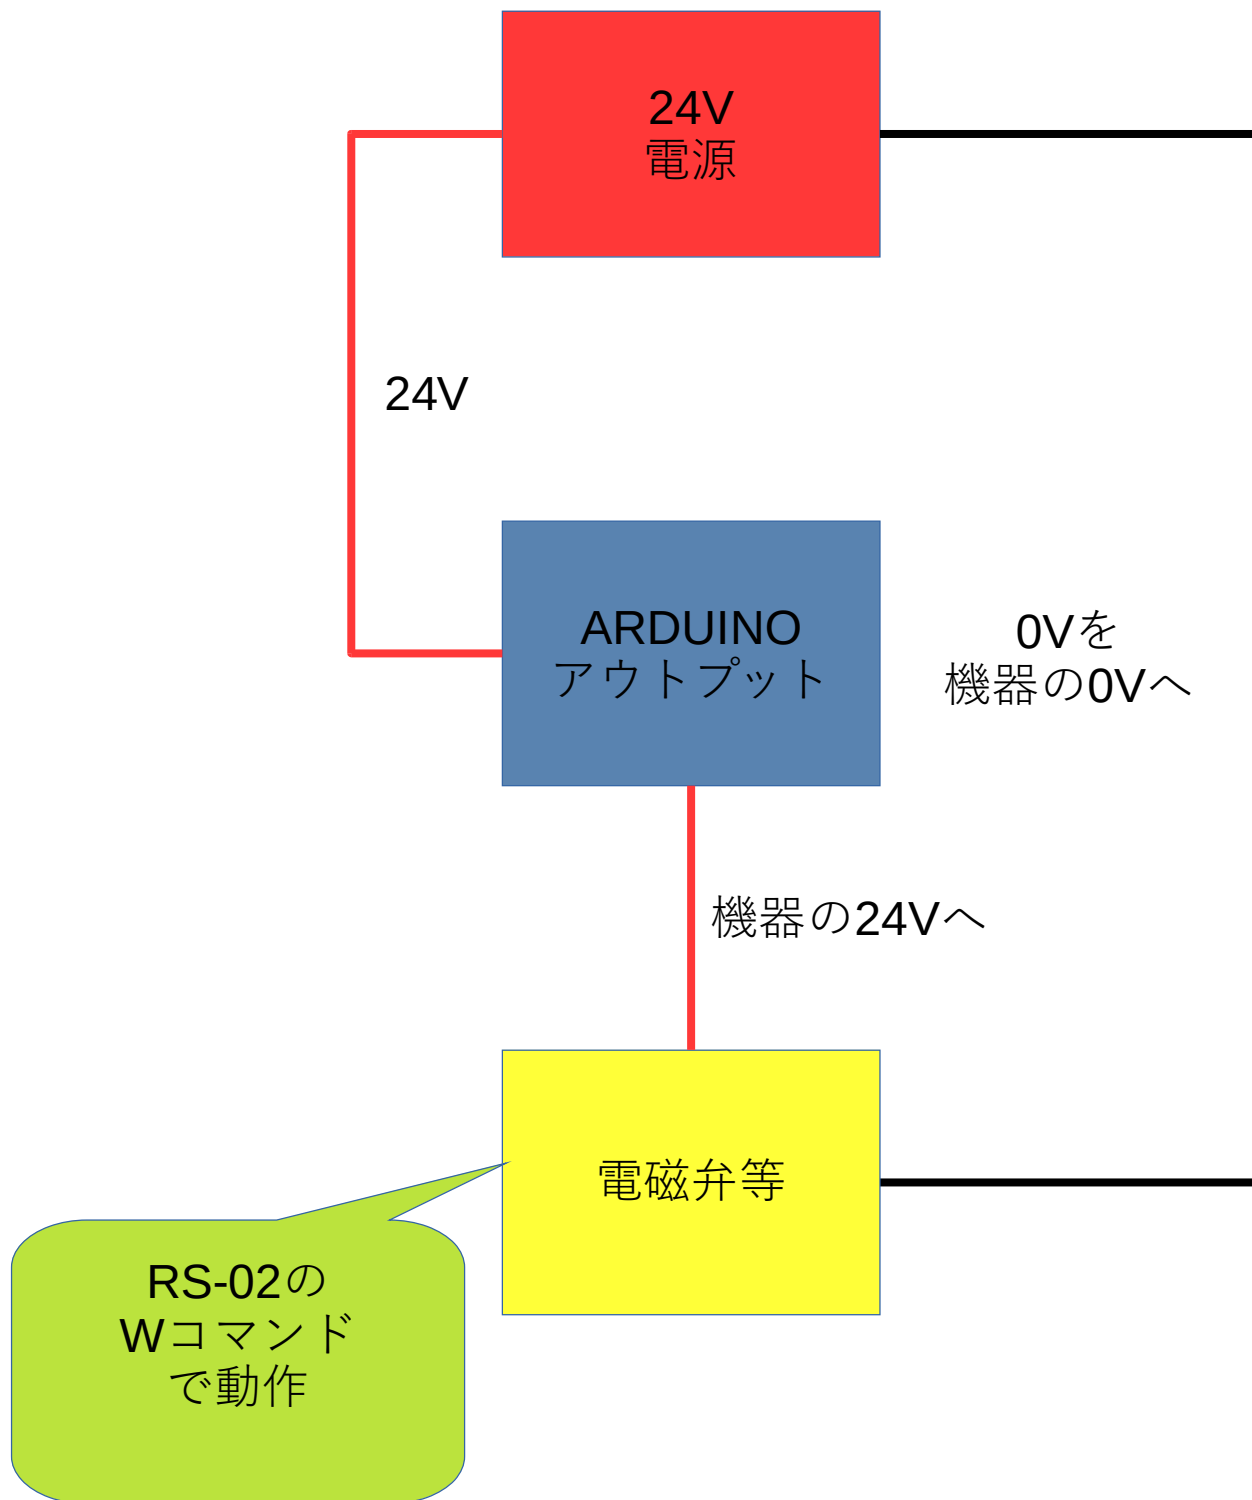 24V
電源
24V
ARDUINO
アウトプット
0Vを
機器の0Vへ
機器の24Vへ
電磁弁等
RS-02の
Wコマンド
で動作